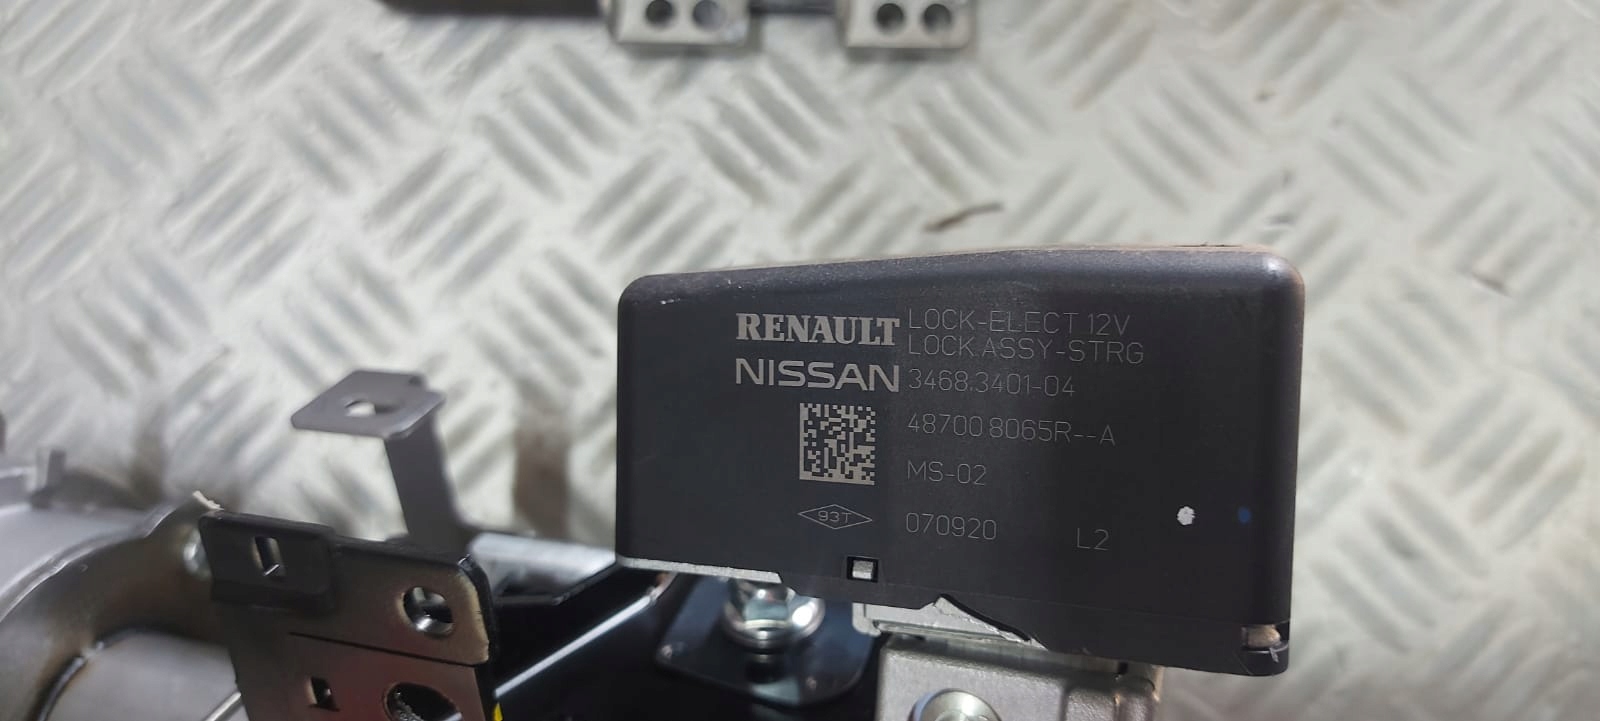 RENAULT LOCK-ELECT 12V
LOCK ASSY-STRG
NISSAN 3468.3401-04
48700 8065R--A
MS-02
93T 070920 L2